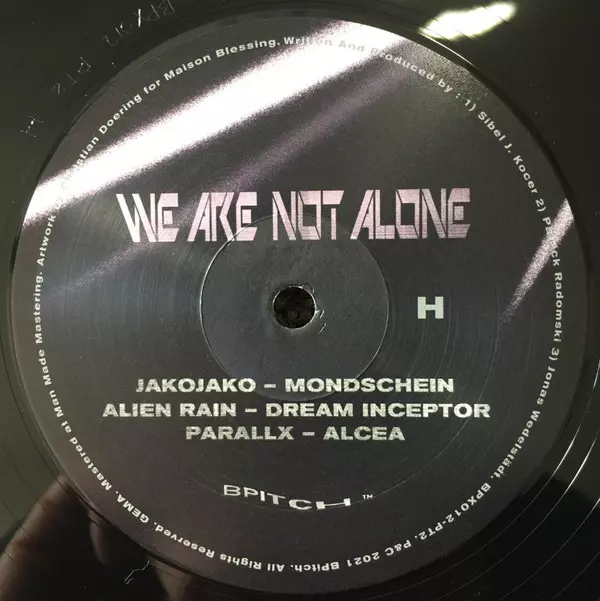 WE ARE NOT ALONE
H
JAKOJAKO – MONDSCHEIN
ALIEN RAIN – DREAM INCEPTOR
PARALLX – ALCEA
BPITCH™
Written And produced by : 1) Sibel J. Kocer 2) Patrick Radomski 3) Jonas Wedelstädt. BPX012-PT2. P&C 2021 BPitch. All Rights Reserved. GEMA. Mastered at Man Made Mastering. Artwork by Christian Doering for Maison Blessing.